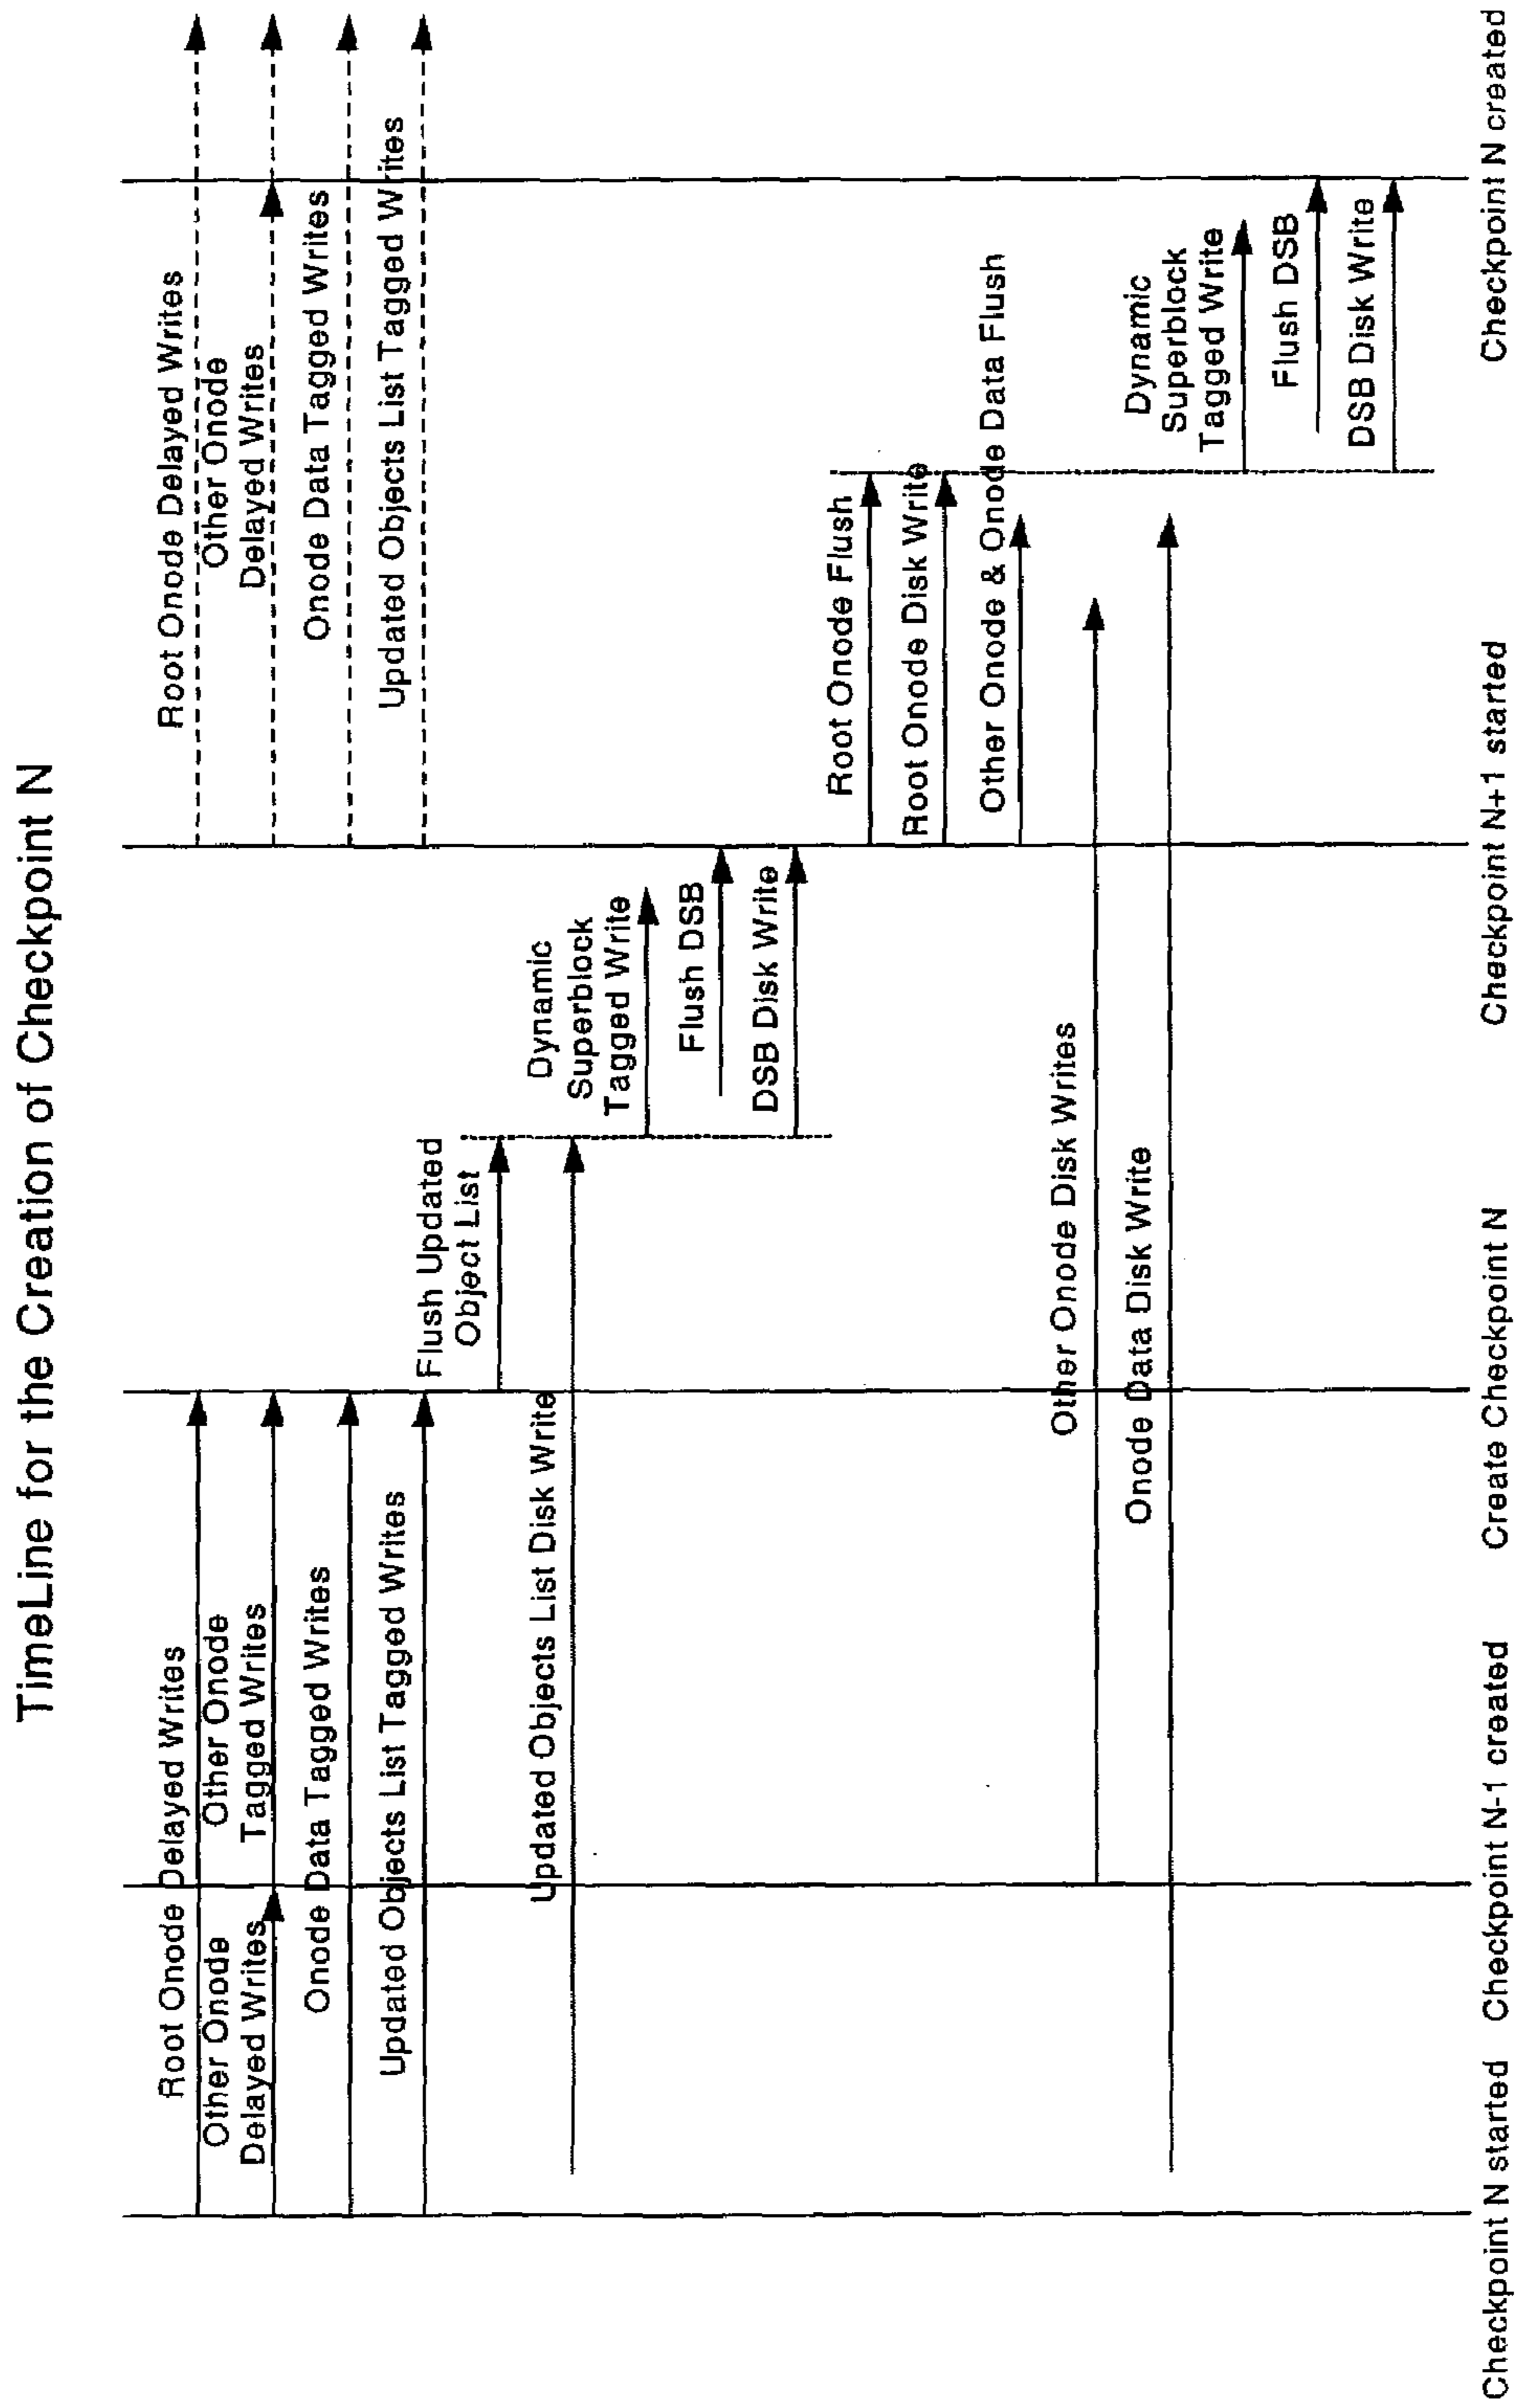 TimeLine for the Creation of Checkpoint N
Root Onode Delayed Writes
Other Onode
Delayed Writes
Other Onode
Tagged Writes
Onode Data Tagged Writes
Updated Objects List Tagged Writes
Root Onode Delayed Writes
Other Onode
Delayed Writes
Onode Data Tagged Writes
Updated Objects List Tagged Writes
Flush Updated
Object List
Updated Objects List Disk Write
Dynamic
Superblock
Tagged Write
Flush DSB
DSB Disk Write
Root Onode Flush
Root Onode Disk Write
Other Onode & Onode Data Flush
Other Onode Disk Writes
Onode Data Disk Write
Dynamic
Superblock
Tagged Write
Flush DSB
DSB Disk Write
Checkpoint N started
Checkpoint N-1 created
Create Checkpoint N
Checkpoint N+1 started
Checkpoint N created